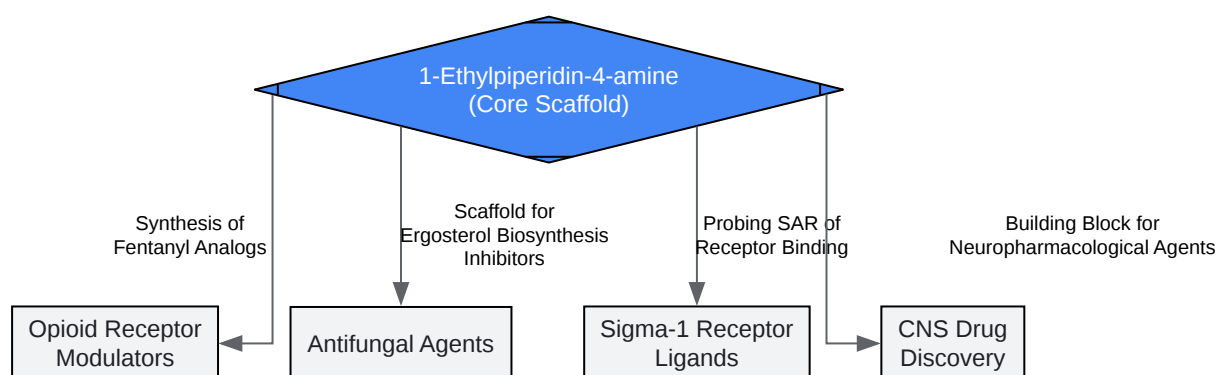 1-Ethylpiperidin-4-amine
(Core Scaffold)
Synthesis of
Fentanyl Analogs
Scaffold for
Ergosterol Biosynthesis
Inhibitors
Probing SAR of
Receptor Binding
Building Block for
Neuropharmacological Agents
Opioid Receptor
Modulators
Antifungal Agents
Sigma-1 Receptor
Ligands
CNS Drug
Discovery